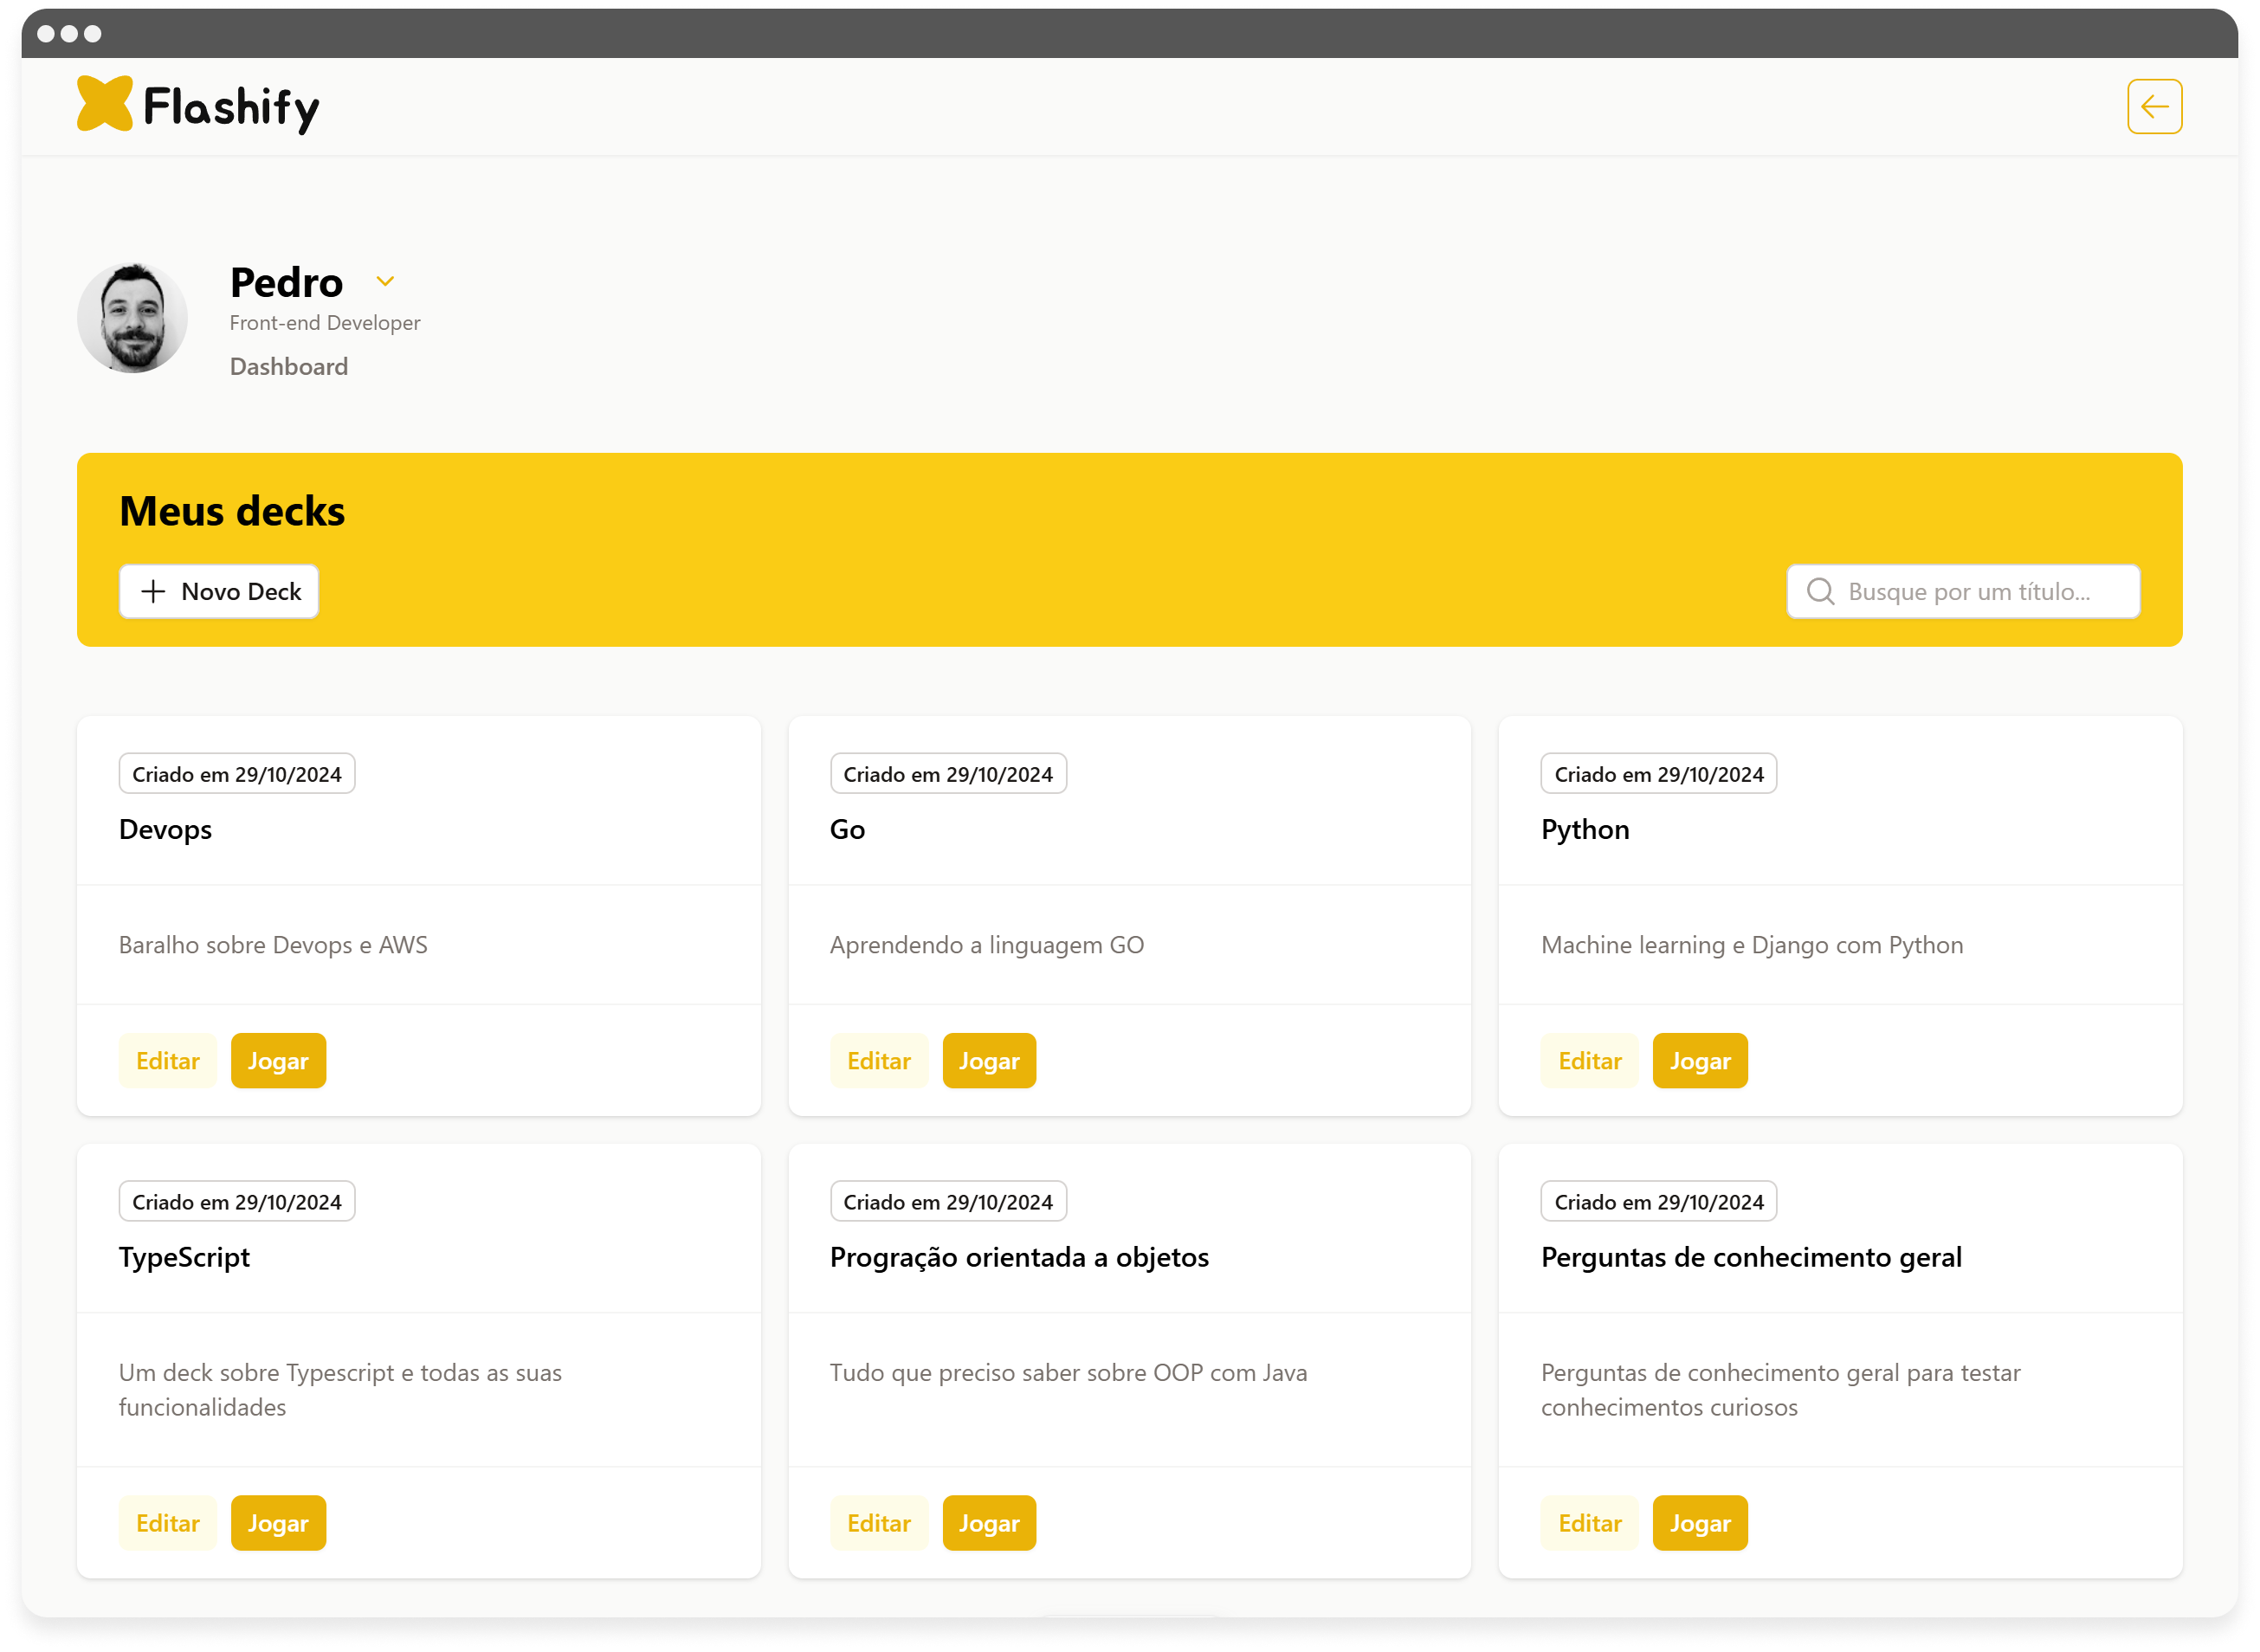 Flashify
Pedro
Front-end Developer
Dashboard
Meus decks
Novo Deck
Busque por um título...
Criado em 29/10/2024
Devops
Baralho sobre Devops e AWS
Editar
Jogar
Criado em 29/10/2024
Go
Aprendendo a linguagem GO
Editar
Jogar
Criado em 29/10/2024
Python
Machine learning e Django com Python
Editar
Jogar
Criado em 29/10/2024
TypeScript
Um deck sobre Typescript e todas as suas
funcionalidades
Editar
Jogar
Criado em 29/10/2024
Progração orientada a objetos
Tudo que preciso saber sobre OOP com Java
Editar
Jogar
Criado em 29/10/2024
Perguntas de conhecimento geral
Perguntas de conhecimento geral para testar
conhecimentos curiosos
Editar
Jogar